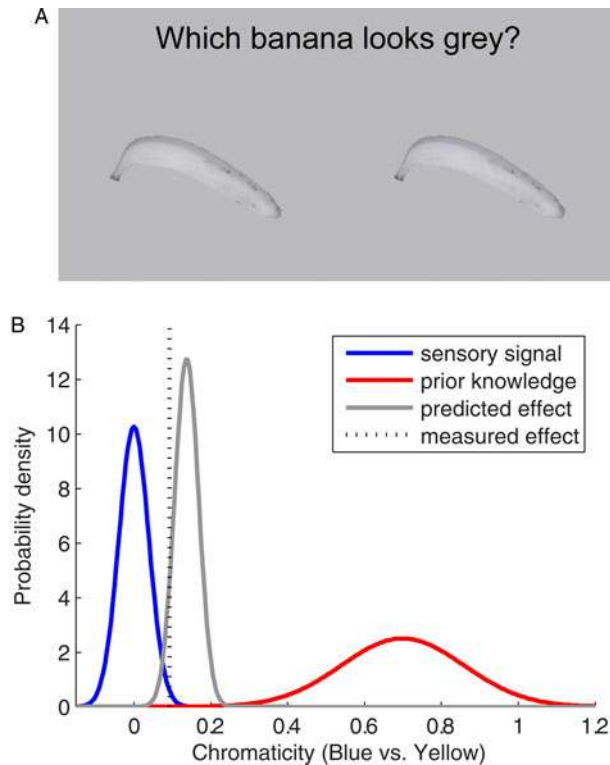 A
Which banana looks grey?
B
14
12
10
8
6
4
2
0
Probability density
sensory signal
prior knowledge
predicted effect
measured effect
0
0.2
0.4
0.6
0.8
1
1.2
Chromaticity (Blue vs. Yellow)